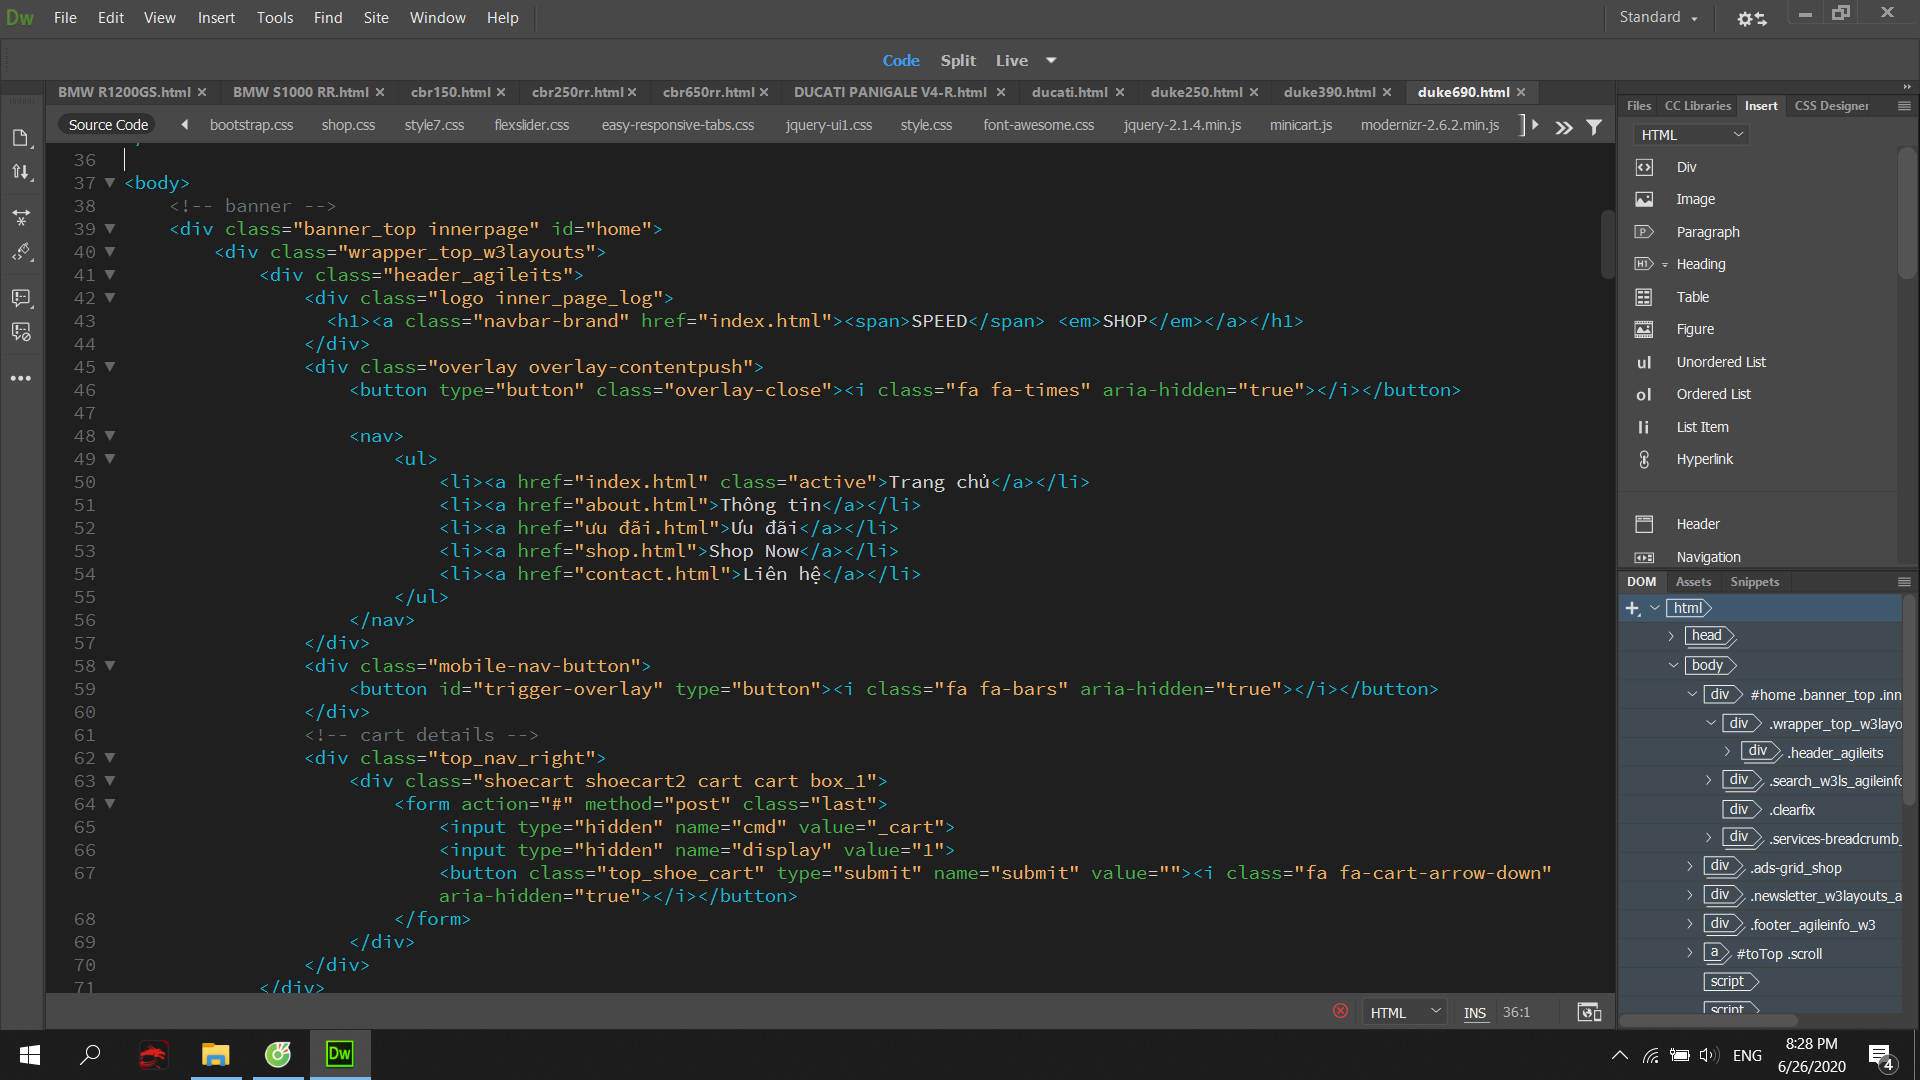 Dw File Edit View Insert Tools Find Site Window Help Standard
Code Split Live
BMW R1200GS.html BMW S1000 RR.html cbr150.html cbr250rr.html cbr650rr.html DUCATI PANIGALE V4-R.html ducati.html duke250.html duke390.html duke690.html
Source Code bootstrap.css shop.css style7.css flexslider.css easy-responsive-tabs.css jquery-ui1.css style.css font-awesome.css jquery-2.1.4.min.js minicart.js modernizr-2.6.2.min.js
36
37 <body>
38 <!-- banner -->
39 <div class="banner_top innerpage" id="home">
40 <div class="wrapper_top_w3layouts">
41 <div class="header_agileits">
42 <div class="logo inner_page_log">
43 <h1><a class="navbar-brand" href="index.html"><span>SPEED</span> <em>SHOP</em></a></h1>
44 </div>
45 <div class="overlay overlay-contentpush">
46 <button type="button" class="overlay-close"><i class="fa fa-times" aria-hidden="true"></i></button>
47
48 <nav>
49 <ul>
50 <li><a href="index.html" class="active">Trang chủ</a></li>
51 <li><a href="about.html">Thông tin</a></li>
52 <li><a href="ưu đãi.html">Ưu đãi</a></li>
53 <li><a href="shop.html">Shop Now</a></li>
54 <li><a href="contact.html">Liên hệ</a></li>
55 </ul>
56 </nav>
57 </div>
58 <div class="mobile-nav-button">
59 <button id="trigger-overlay" type="button"><i class="fa fa-bars" aria-hidden="true"></i></button>
60 </div>
61 <!-- cart details -->
62 <div class="top_nav_right">
63 <div class="shoecart shoecart2 cart cart box_1">
64 <form action="#" method="post" class="last">
65 <input type="hidden" name="cmd" value="_cart">
66 <input type="hidden" name="display" value="1">
67 <button class="top_shoe_cart" type="submit" name="submit" value=""><i class="fa fa-cart-arrow-down"
aria-hidden="true"></i></button>
68 </form>
69 </div>
70 </div>
71 </div>
HTML INS 36:1
Files CC Libraries Insert CSS Designer
HTML
Div
Image
Paragraph
H1 Heading
Table
Figure
ul Unordered List
ol Ordered List
li List Item
Hyperlink
Header
Navigation
DOM Assets Snippets
html
head
body
div #home .banner_top .inn
div .wrapper_top_w3layo
div .header_agileits
div .search_w3ls_agileinfo
div .clearfix
div .services-breadcrumb_
div .ads-grid_shop
div .newsletter_w3layouts_a
div .footer_agileinfo_w3
a #toTop .scroll
script
script
Dw ENG 8:28 PM
6/26/2020 4